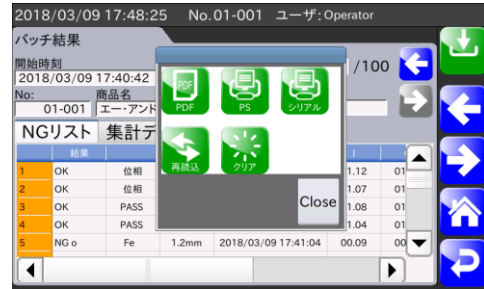 2018/03/09 17:48:25 No.01-001 ユーザ:Operator
バッチ結果
開始時刻
2018/03/09 17:40:42 /100
No: 商品名
01-001 エー・アンド
NGリスト 集計デ
結果
1 OK 位相 1.12 01
2 OK 位相 1.07 01
3 OK PASS 1.08 01
4 OK PASS 1.04 01
5 NG o Fe 1.2mm 2018/03/09 17:41:04 00.09 00
PDF
PDF PS シリアル
再読込 クリア
Close